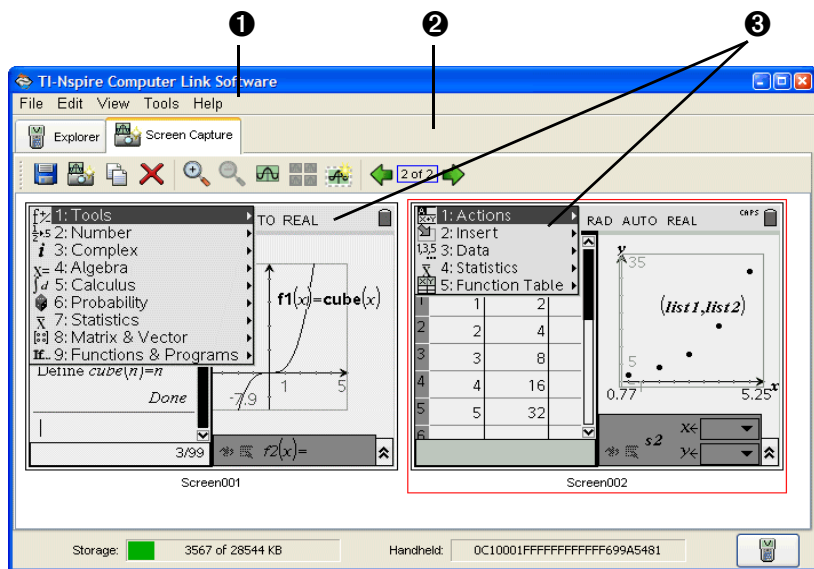 ❶ ❷ ❸
TI-Nspire Computer Link Software
File Edit View Tools Help
Explorer Screen Capture
2 of 2
1: Tools
2: Number
3: Complex
4: Algebra
5: Calculus
6: Probability
7: Statistics
8: Matrix & Vector
9: Functions & Programs
TO REAL
f1(x)=cube(x)
1 5
-7.9
Define cube(n)=n
Done
3/99
f2(x)=
Screen001
1: Actions
2: Insert
3: Data
4: Statistics
5: Function Table
RAD AUTO REAL
CAPS
1 1 2
2 2 4
3 3 8
4 4 16
5 5 32
6
y
35
(list1,list2)
5
1
0.77 5.25
x
s2
x←
y←
Screen002
Storage: 3567 of 28544 KB
Handheld: 0C10001FFFFFFFFFFFF699A5481